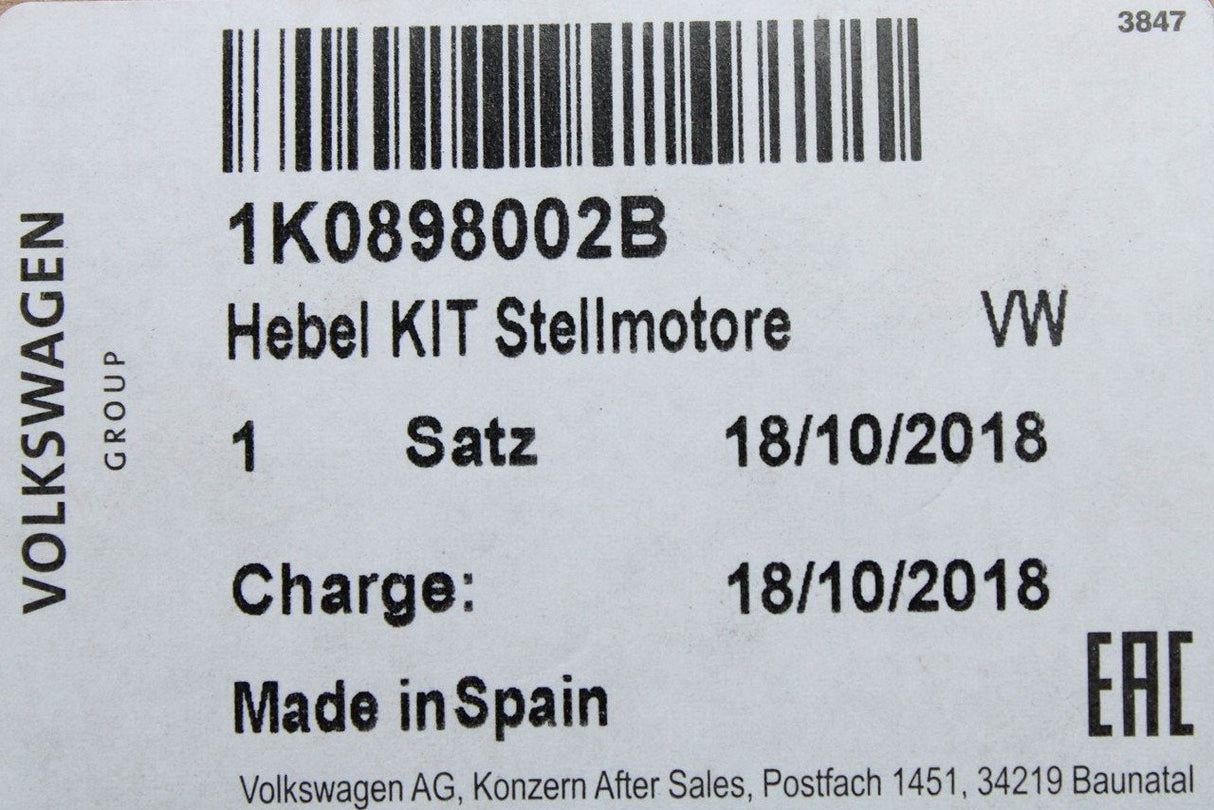 3847
1K0898002B
Hebel KIT Stellmotore VW
1 Satz 18/10/2018
Charge: 18/10/2018
Made in Spain
EAC
Volkswagen AG, Konzern After Sales, Postfach 1451, 34219 Baunatal
VOLKSWAGEN
GROUP